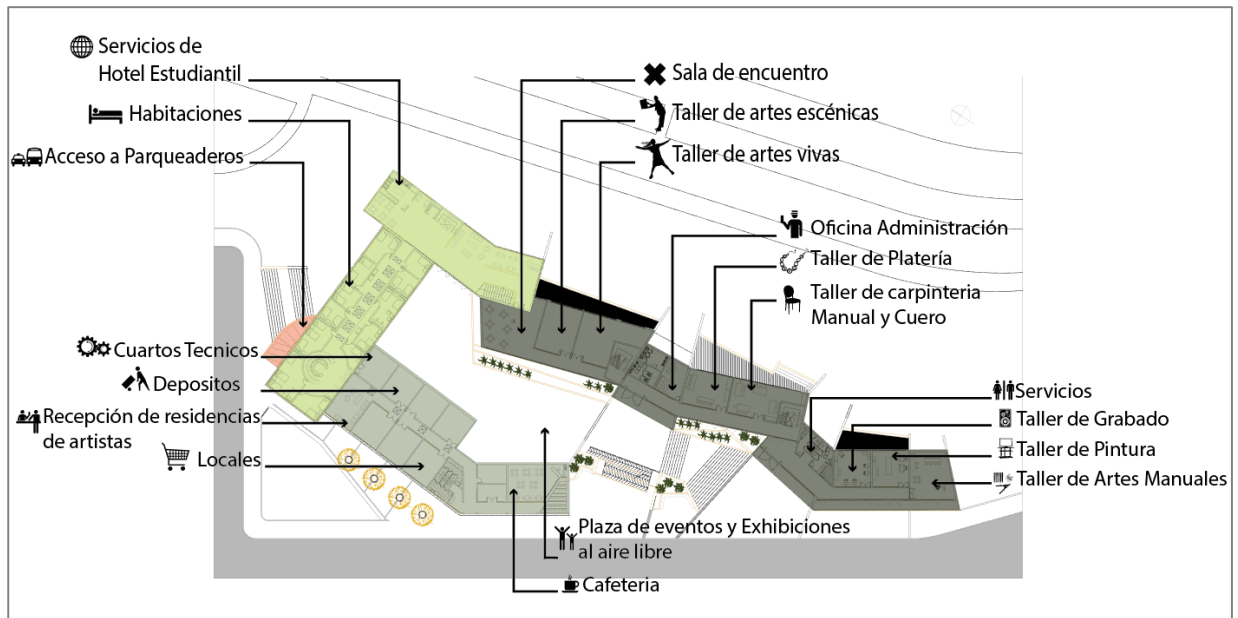 Servicios de
Hotel Estudiantil
Habitaciones
Acceso a Parqueaderos
Cuartos Tecnicos
Depositos
Recepción de residencias
de artistas
Locales
Sala de encuentro
Taller de artes escénicas
Taller de artes vivas
Oficina Administración
Taller de Platería
Taller de carpinteria
Manual y Cuero
Servicios
Taller de Grabado
Taller de Pintura
Taller de Artes Manuales
Plaza de eventos y Exhibiciones
al aire libre
Cafeteria